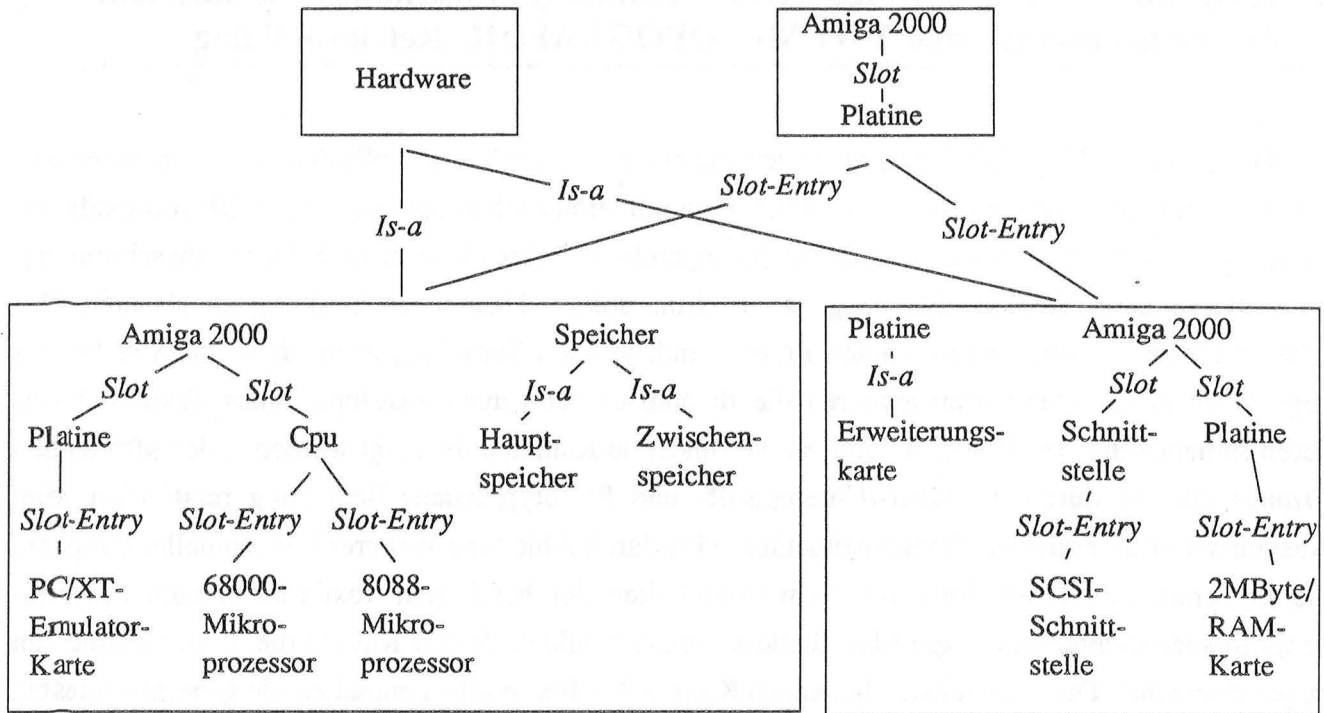 Hardware
Amiga 2000
Slot
Platine
Is-a
Slot-Entry
Is-a
Slot-Entry
Amiga 2000
Slot
Slot
Platine
Cpu
Slot-Entry
Slot-Entry
Slot-Entry
PC/XT-
Emulator-
Karte
68000-
Mikro-
prozessor
8088-
Mikro-
prozessor
Speicher
Is-a
Is-a
Haupt-
speicher
Zwischen-
speicher
Platine
Is-a
Erweiterungs-
karte
Amiga 2000
Slot
Slot
Schnitt-
stelle
Platine
Slot-Entry
Slot-Entry
SCSI-
Schnitt-
stelle
2MByte/
RAM-
Karte